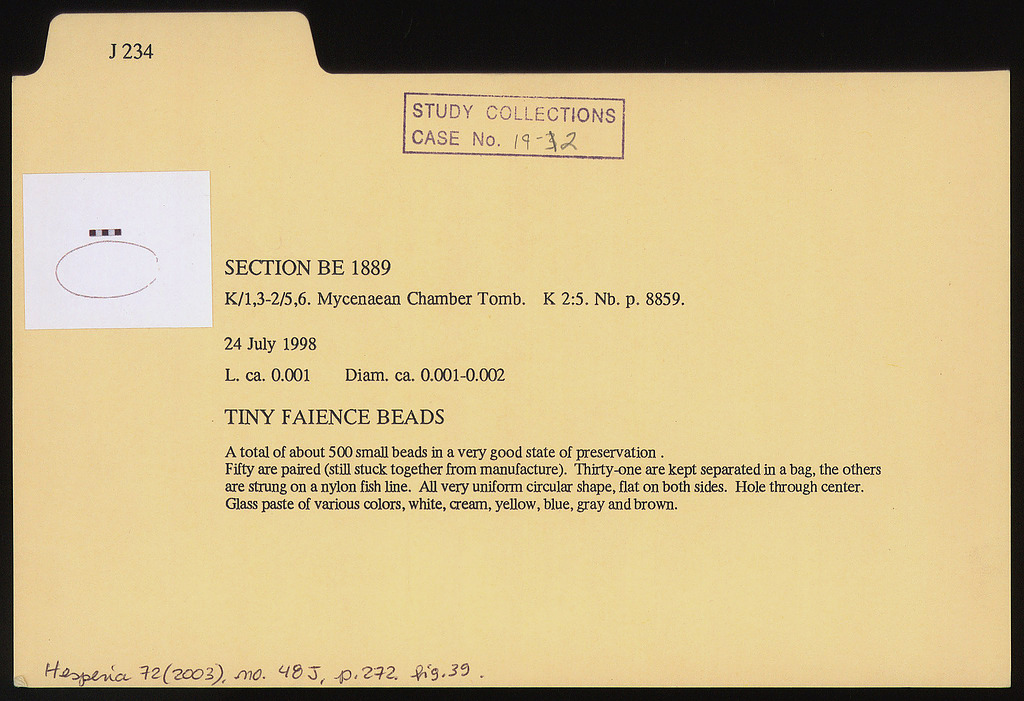 J 234
STUDY COLLECTIONS
CASE No. 19-12
SECTION BE 1889
K/1,3-2/5,6. Mycenaean Chamber Tomb. K 2:5. Nb. p. 8859.
24 July 1998
L. ca. 0.001 Diam. ca. 0.001-0.002
TINY FAIENCE BEADS
A total of about 500 small beads in a very good state of preservation .
Fifty are paired (still stuck together from manufacture). Thirty-one are kept separated in a bag, the others
are strung on a nylon fish line. All very uniform circular shape, flat on both sides. Hole through center.
Glass paste of various colors, white, cream, yellow, blue, gray and brown.
Hesperia 72(2003), no. 48J, p.272. fig.39.